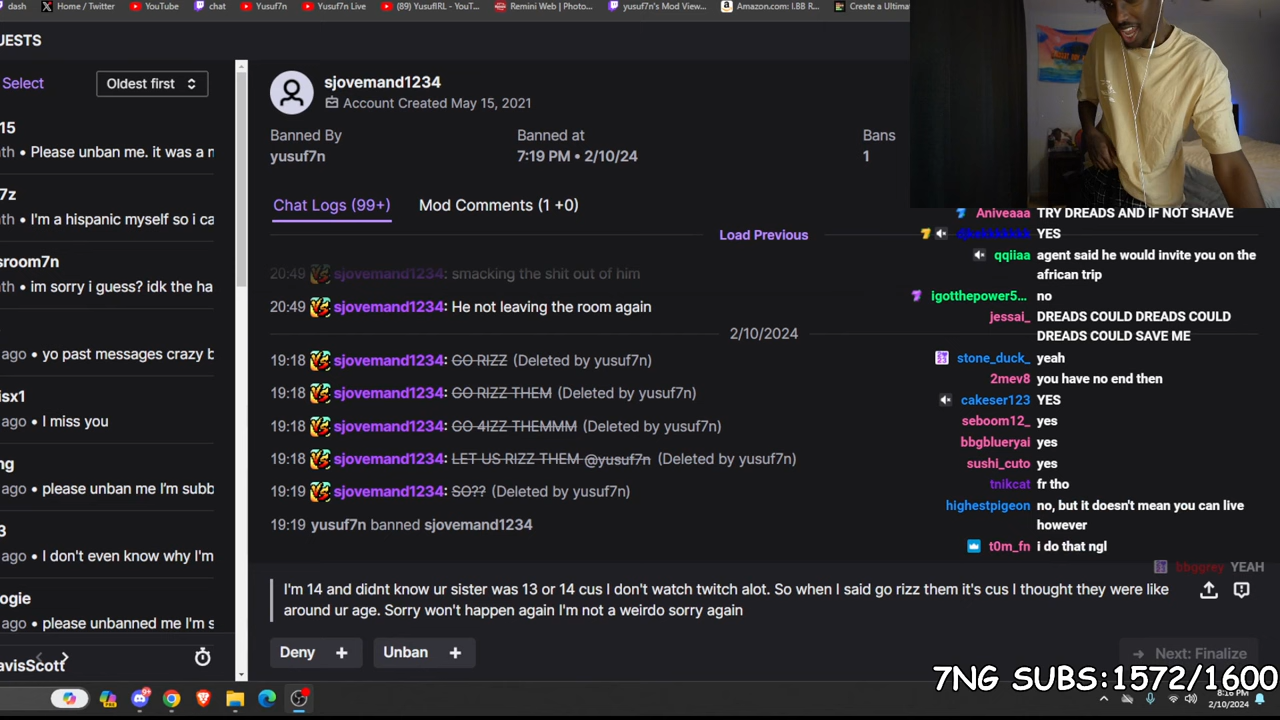 dash
Home / Twitter
YouTube
chat
Yusuf7n
Yusuf7n Live
(89) YusufIRL - YouT...
Remini Web | Photo...
yusuf7n's Mod View...
Amazon.com: I.BB R...
Create a Ultima
UESTS
Select
Oldest first
15
Please unban me. it was a m
7z
I'm a hispanic myself so i ca
sroom7n
im sorry i guess? idk the ha
ago • yo past messages crazy b
isx1
ago • I miss you
ng
ago • please unban me I'm subb
3
ago • I don't even know why I'm
ogie
ago • please unbanned me I'm s
avisScott
sjovemand1234
Account Created May 15, 2021
Banned By
Banned at
Bans
yusuf7n
7:19 PM • 2/10/24
1
Chat Logs (99+)
Mod Comments (1 +0)
Load Previous
20:49 sjovemand1234: smacking the shit out of him
20:49 sjovemand1234: He not leaving the room again
2/10/2024
19:18 sjovemand1234: GO RIZZ (Deleted by yusuf7n)
19:18 sjovemand1234: GO RIZZ THEM (Deleted by yusuf7n)
19:18 sjovemand1234: GO 4IZZ THEMMM (Deleted by yusuf7n)
19:18 sjovemand1234: LET US RIZZ THEM @yusuf7n (Deleted by yusuf7n)
19:19 sjovemand1234: SO?? (Deleted by yusuf7n)
19:19 yusuf7n banned sjovemand1234
I'm 14 and didnt know ur sister was 13 or 14 cus I don't watch twitch alot. So when I said go rizz them it's cus I thought they were like
around ur age. Sorry won't happen again I'm not a weirdo sorry again
Deny +
Unban +
Next: Finalize
Aniveaaa TRY DREADS AND IF NOT SHAVE
YES
qqiiaa agent said he would invite you on the
african trip
igotthepower5... no
jessai_ DREADS COULD DREADS COULD
DREADS COULD SAVE ME
stone_duck_ yeah
2mev8 you have no end then
cakeser123 YES
seboom12_ yes
bbgblueryai yes
sushi_cuto yes
tnikcat fr tho
highestpigeon no, but it doesn't mean you can live
however
t0m_fn i do that ngl
bbggrey YEAH
7NG SUBS:1572/1600
8:16 PM
2/10/2024